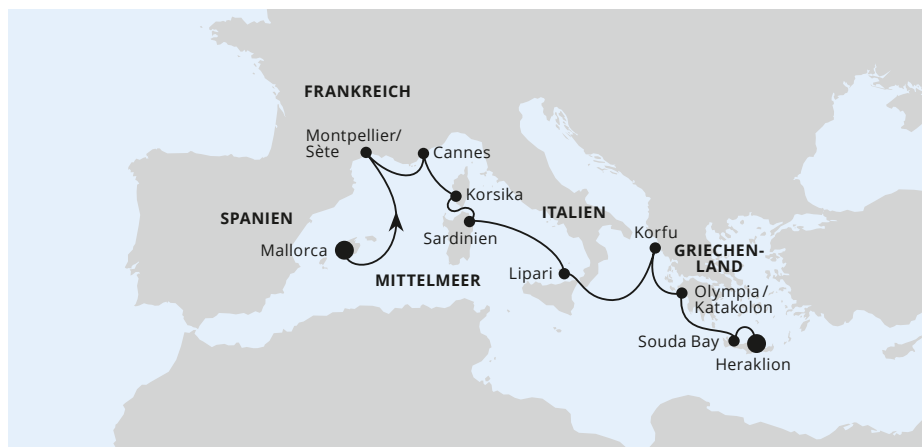 FRANKREICH
Montpellier/
Sète
Cannes
Korsika
SPANIEN
ITALIEN
Mallorca
Sardinien
Korfu
GRIECHEN-
LAND
Lipari
MITTELMEER
Olympia/
Katakolon
Souda Bay
Heraklion